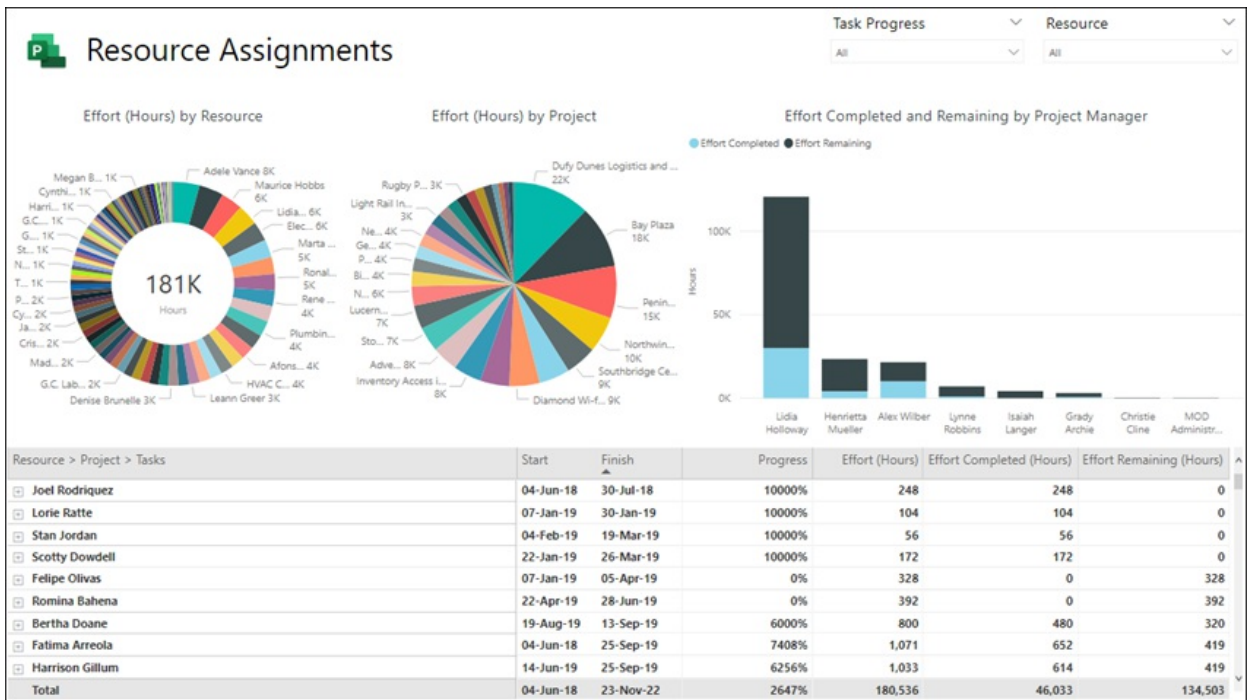 Resource Assignments
Task Progress
All
Resource
All
Effort (Hours) by Resource
Adele Vance 8K
Maurice Hobbs
6K
Lidia... 6K
Elec... 6K
Marta ...
5K
Ronal...
5K
Rene ...
4K
Plumbin...
4K
Afons... 4K
HVAC C... 4K
Leann Greer 3K
Denise Brunelle 3K
G.C. Lab... 2K
Mad... 2K
Cris... 2K
Ja... 2K
Cy... 2K
P... 2K
T... 1K
N... 1K
St... 1K
G.... 1K
G.C.... 1K
Harri... 1K
Cynthi... 1K
Megan B... 1K
181K
Hours
Effort (Hours) by Project
Dufy Dunes Logistics and ...
22K
Bay Plaza
18K
Penin...
15K
Northwin...
10K
Southbridge Ce...
9K
Diamond Wi-f... 9K
Inventory Access i...
8K
Adve... 8K
Sto... 7K
Lucern...
7K
N... 6K
Bi... 4K
P... 4K
Ge... 4K
Ne... 4K
Light Rail In...
3K
Rugby P... 3K
Effort Completed and Remaining by Project Manager
Effort Completed Effort Remaining
Hours
100K
50K
0K
Lidia
Holloway
Henrietta
Mueller
Alex Wilber
Lynne
Robbins
Isaiah
Langer
Grady
Archie
Christie
Cline
MOD
Administr...
Resource > Project > Tasks Start Finish Progress Effort (Hours) Effort Completed (Hours) Effort Remaining (Hours)
Joel Rodriquez 04-Jun-18 30-Jul-18 10000% 248 248 0
Lorie Ratte 07-Jan-19 30-Jan-19 10000% 104 104 0
Stan Jordan 04-Feb-19 19-Mar-19 10000% 56 56 0
Scotty Dowdell 22-Jan-19 26-Mar-19 10000% 172 172 0
Felipe Olivas 07-Jan-19 05-Apr-19 0% 328 0 328
Romina Bahena 22-Apr-19 28-Jun-19 0% 392 0 392
Bertha Doane 19-Aug-19 13-Sep-19 6000% 800 480 320
Fatima Arreola 04-Jun-18 25-Sep-19 7408% 1,071 652 419
Harrison Gillum 14-Jun-19 25-Sep-19 6256% 1,033 614 419
Total 04-Jun-18 23-Nov-22 2647% 180,536 46,033 134,503